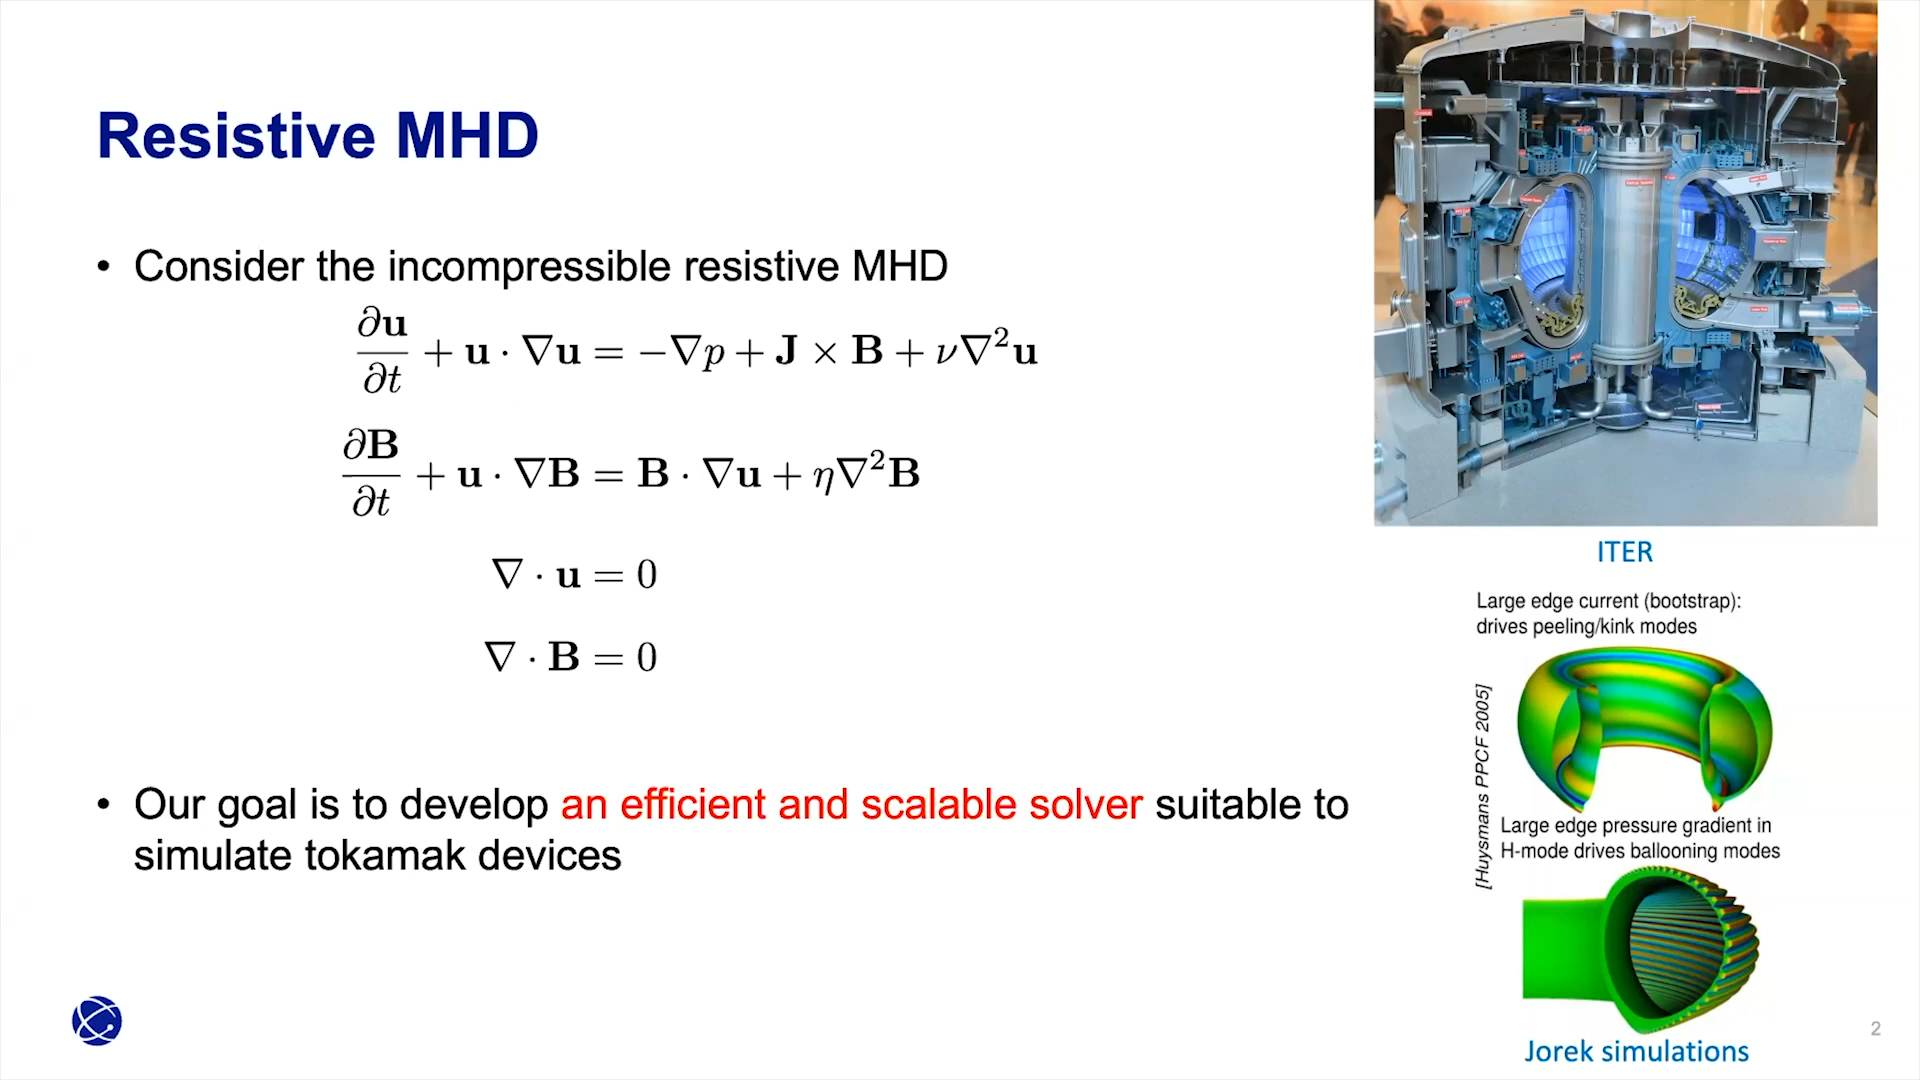 Resistive MHD
• Consider the incompressible resistive MHD
∂u/∂t + u · ∇u = −∇p + J × B + ν∇²u
∂B/∂t + u · ∇B = B · ∇u + η∇²B
∇ · u = 0
∇ · B = 0
• Our goal is to develop an efficient and scalable solver suitable to
simulate tokamak devices
ITER
Large edge current (bootstrap):
drives peeling/kink modes
[Huysmans PPCF 2005]
Large edge pressure gradient in
H-mode drives ballooning modes
Jorek simulations
2